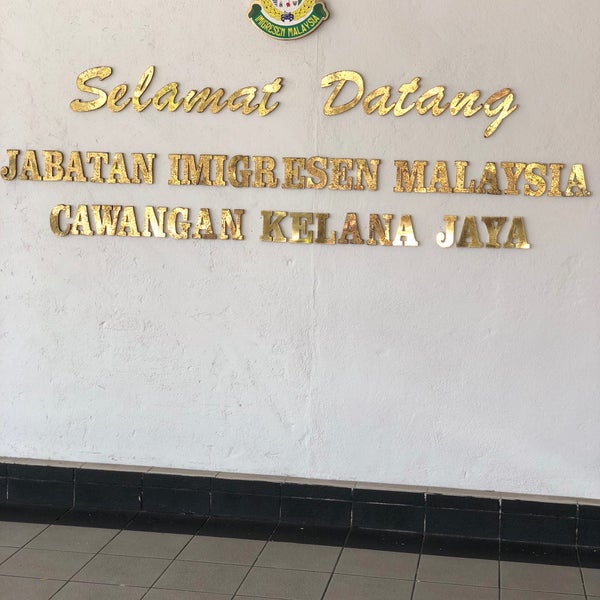 IMIGRESEN MALAYSIA
Selamat Datang
JABATAN IMIGRESEN MALAYSIA
CAWANGAN KELANA JAYA